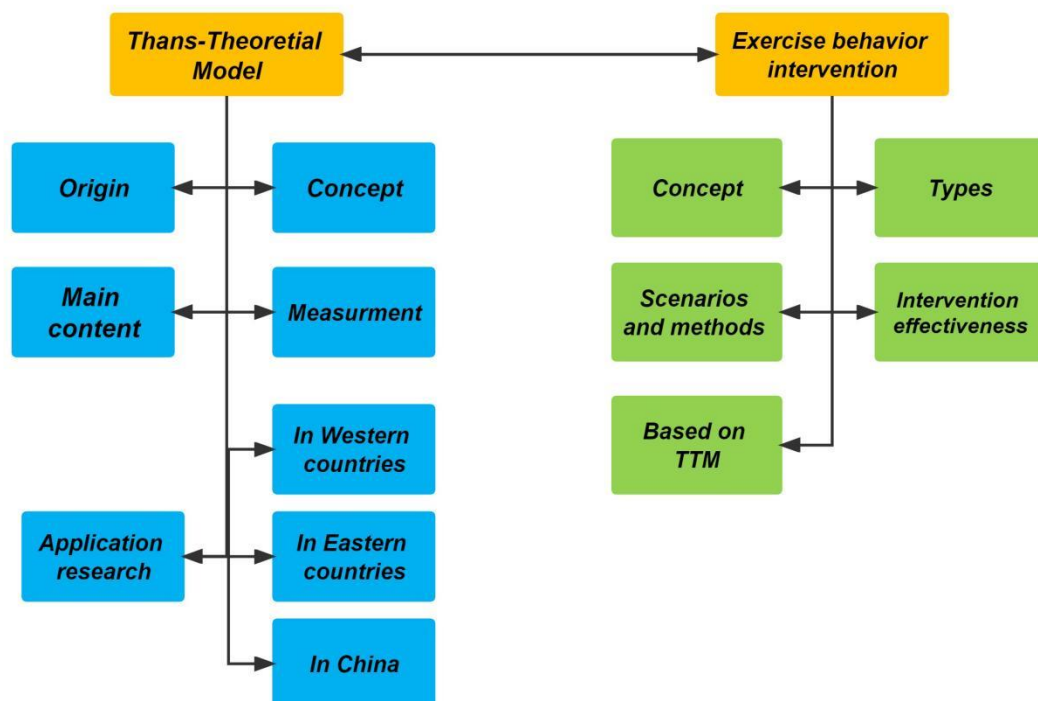 Thans-Theoretial
Model
Exercise behavior
intervention
Origin
Concept
Main
content
Measurment
Application
research
In Western
countries
In Eastern
countries
In China
Concept
Types
Scenarios
and methods
Intervention
effectiveness
Based on
TTM